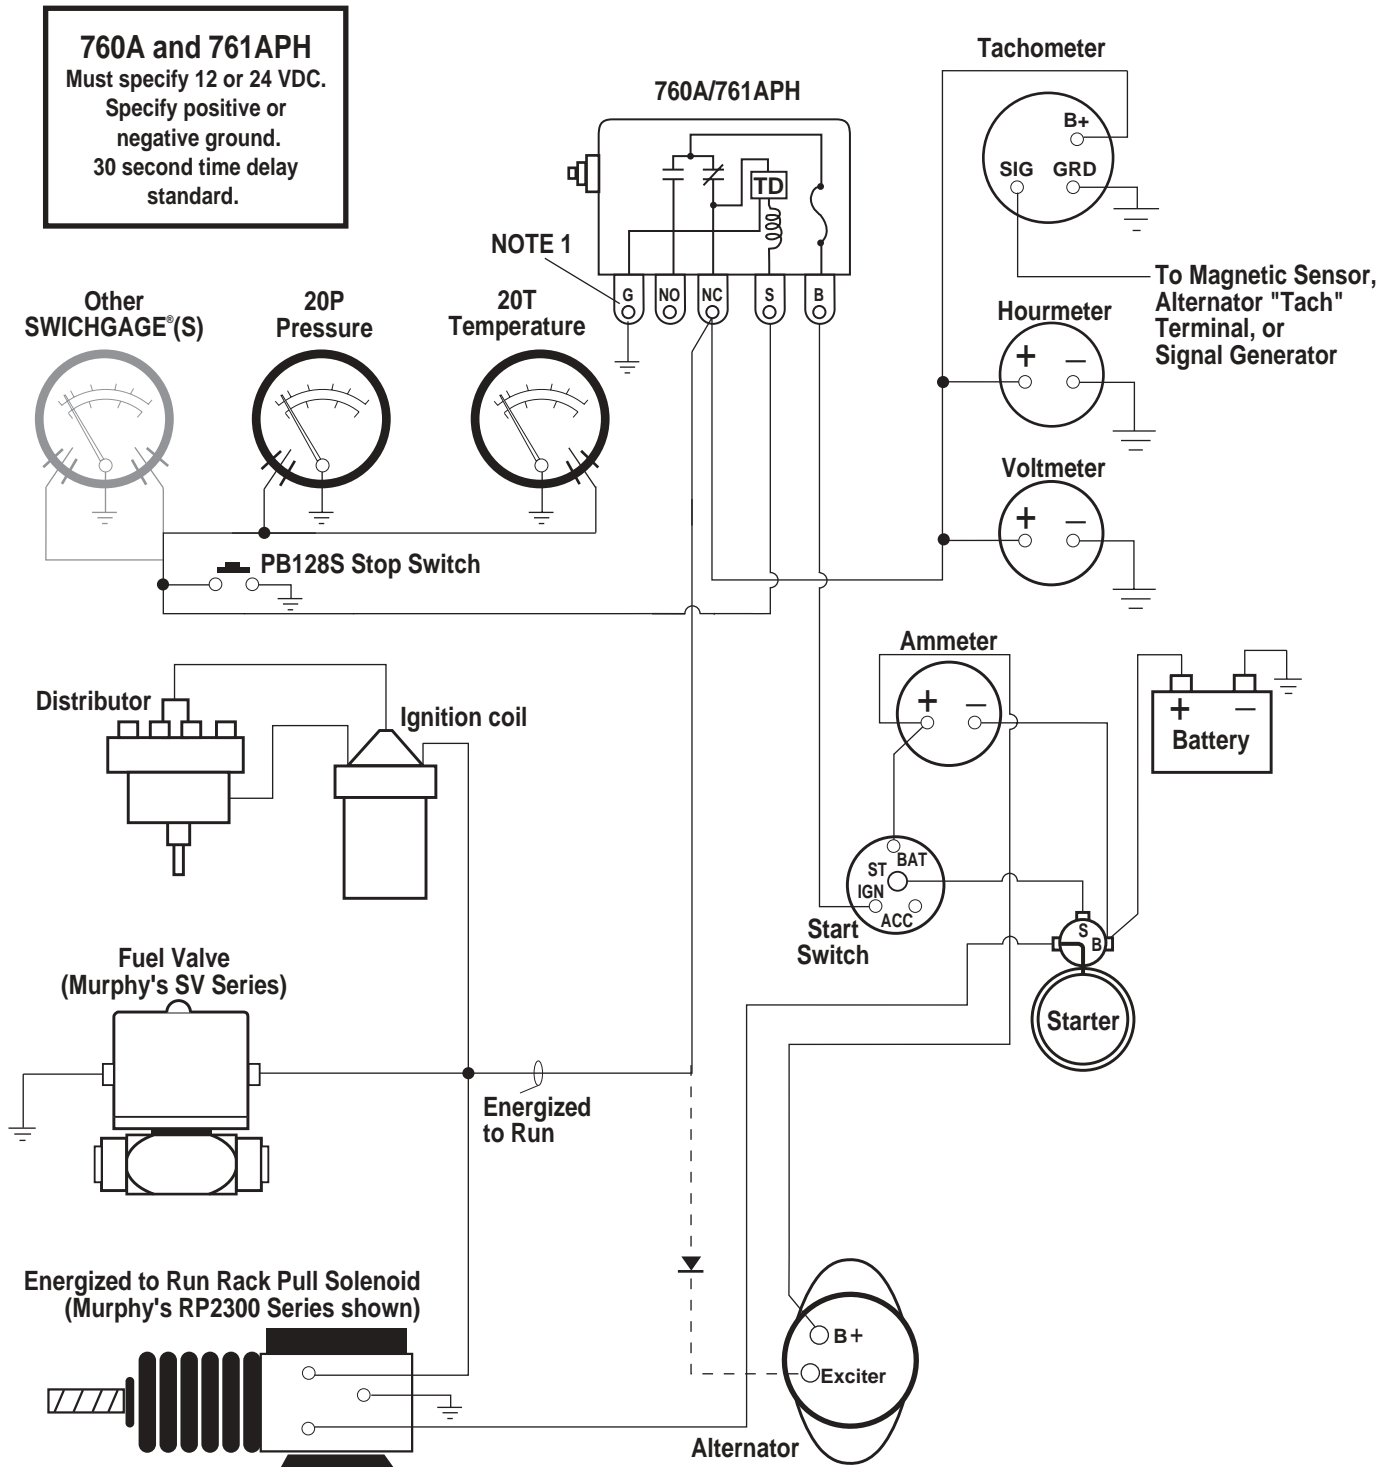 760A and 761APH
Must specify 12 or 24 VDC.
Specify positive or
negative ground.
30 second time delay
standard.
760A/761APH
TD
G
NO
NC
S
B
NOTE 1
Tachometer
B+
SIG
GRD
To Magnetic Sensor,
Alternator "Tach"
Terminal, or
Signal Generator
Other
SWICHGAGE®(S)
20P
Pressure
20T
Temperature
Hourmeter
+ –
Voltmeter
+ –
PB128S Stop Switch
Ammeter
+ –
+ –
Battery
Distributor
Ignition coil
BAT
ST
IGN
ACC
Start
Switch
S
B
Starter
Fuel Valve
(Murphy's SV Series)
Energized
to Run
Energized to Run Rack Pull Solenoid
(Murphy's RP2300 Series shown)
B+
Exciter
Alternator